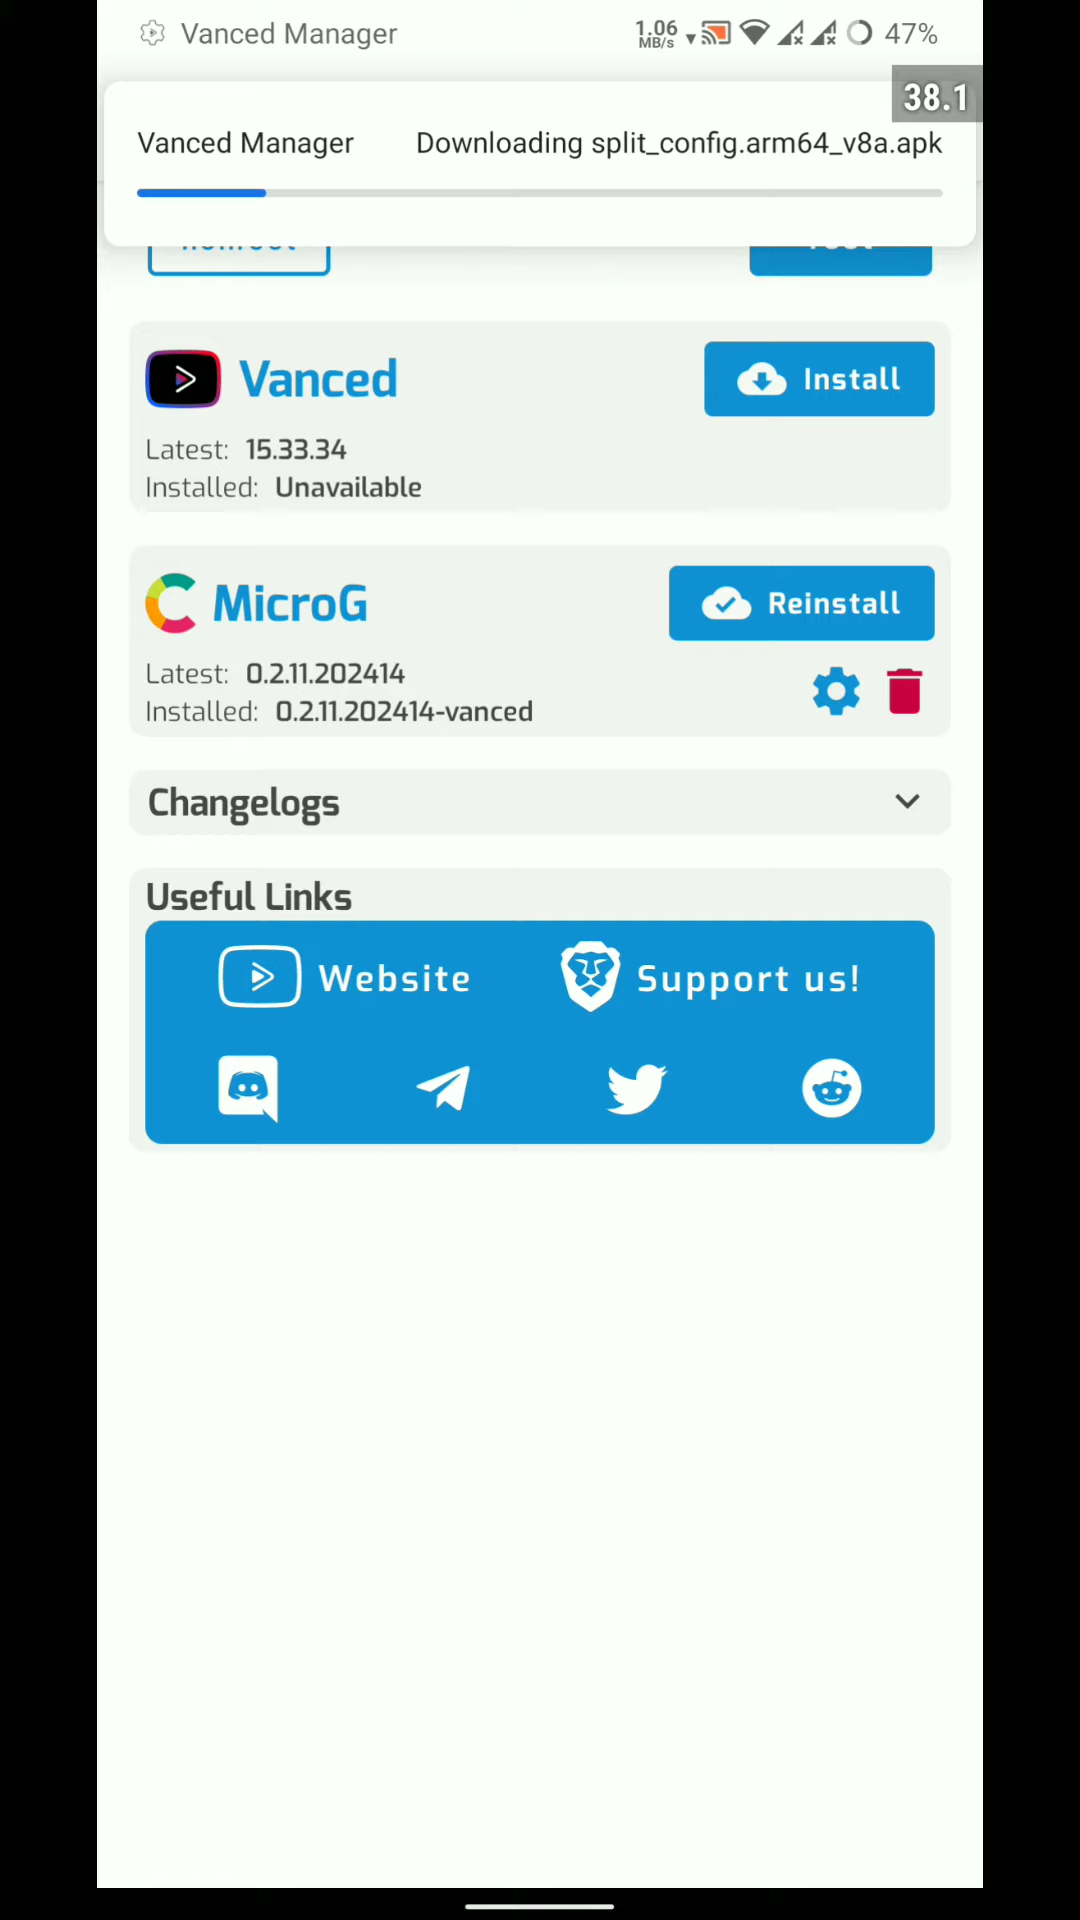 Vanced Manager 1.06 MB/s 47%
38.1
Vanced Manager Downloading split_config.arm64_v8a.apk
Vanced Install
Latest: 15.33.34
Installed: Unavailable
MicroG Reinstall
Latest: 0.2.11.202414
Installed: 0.2.11.202414-vanced
Changelogs
Useful Links
Website Support us!